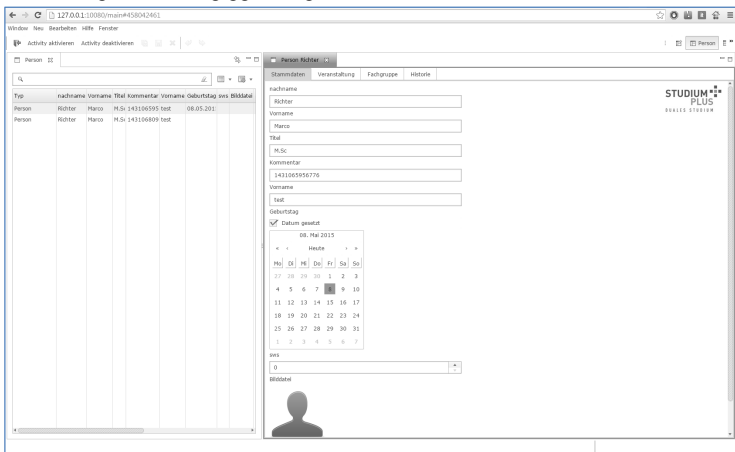 127.0.0.1:10080/main#458042461
Window Neu Bearbeiten Hilfe Fenster
Activity aktivieren Activity deaktivieren
Person
Person
Typ nachname Vorname Titel Kommentar Vorname Geburtstag sws Bilddatei
Person Richter Marco M.Sc 143106595 test 08.05.201
Person Richter Marco M.Sc 143106809 test
Person Richter
Stammdaten Veranstaltung Fachgruppe Historie
STUDIUM
PLUS
DUALES STUDIUM
nachname
Richter
Vorname
Marco
Titel
M.Sc
Kommentar
1431065956776
Vorname
test
Geburtstag
Datum gesetzt
08. Mai 2015
« ‹ Heute › »
Mo Di Mi Do Fr Sa So
27 28 29 30 1 2 3
4 5 6 7 8 9 10
11 12 13 14 15 16 17
18 19 20 21 22 23 24
25 26 27 28 29 30 31
1 2 3 4 5 6 7
sws
0
Bilddatei